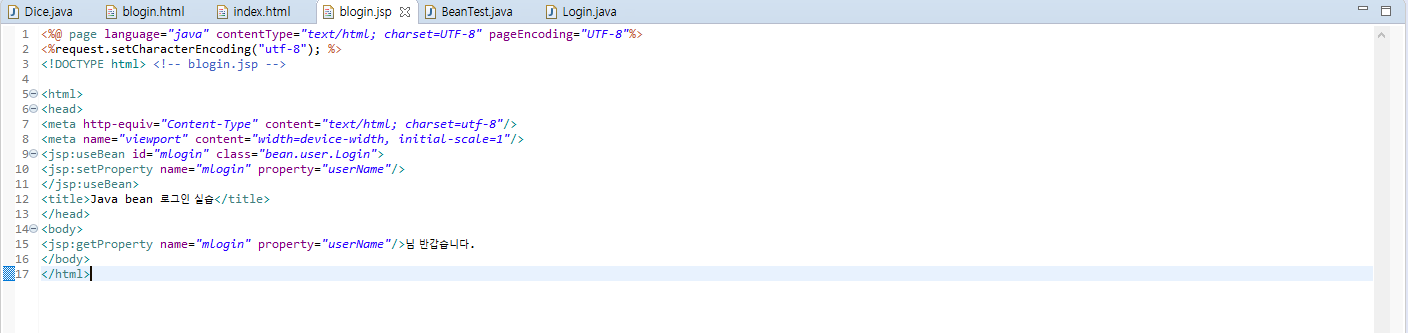 Dice.java blogin.html index.html blogin.jsp BeanTest.java Login.java
1 <%@ page language="java" contentType="text/html; charset=UTF-8" pageEncoding="UTF-8"%>
2 <%request.setCharacterEncoding("utf-8"); %>
3 <!DOCTYPE html> <!-- blogin.jsp -->
4
5 <html>
6 <head>
7 <meta http-equiv="Content-Type" content="text/html; charset=utf-8"/>
8 <meta name="viewport" content="width=device-width, initial-scale=1"/>
9 <jsp:useBean id="mlogin" class="bean.user.Login">
10 <jsp:setProperty name="mlogin" property="userName"/>
11 </jsp:useBean>
12 <title>Java bean 로그인 실습</title>
13 </head>
14 <body>
15 <jsp:getProperty name="mlogin" property="userName"/>님 반갑습니다.
16 </body>
17 </html>